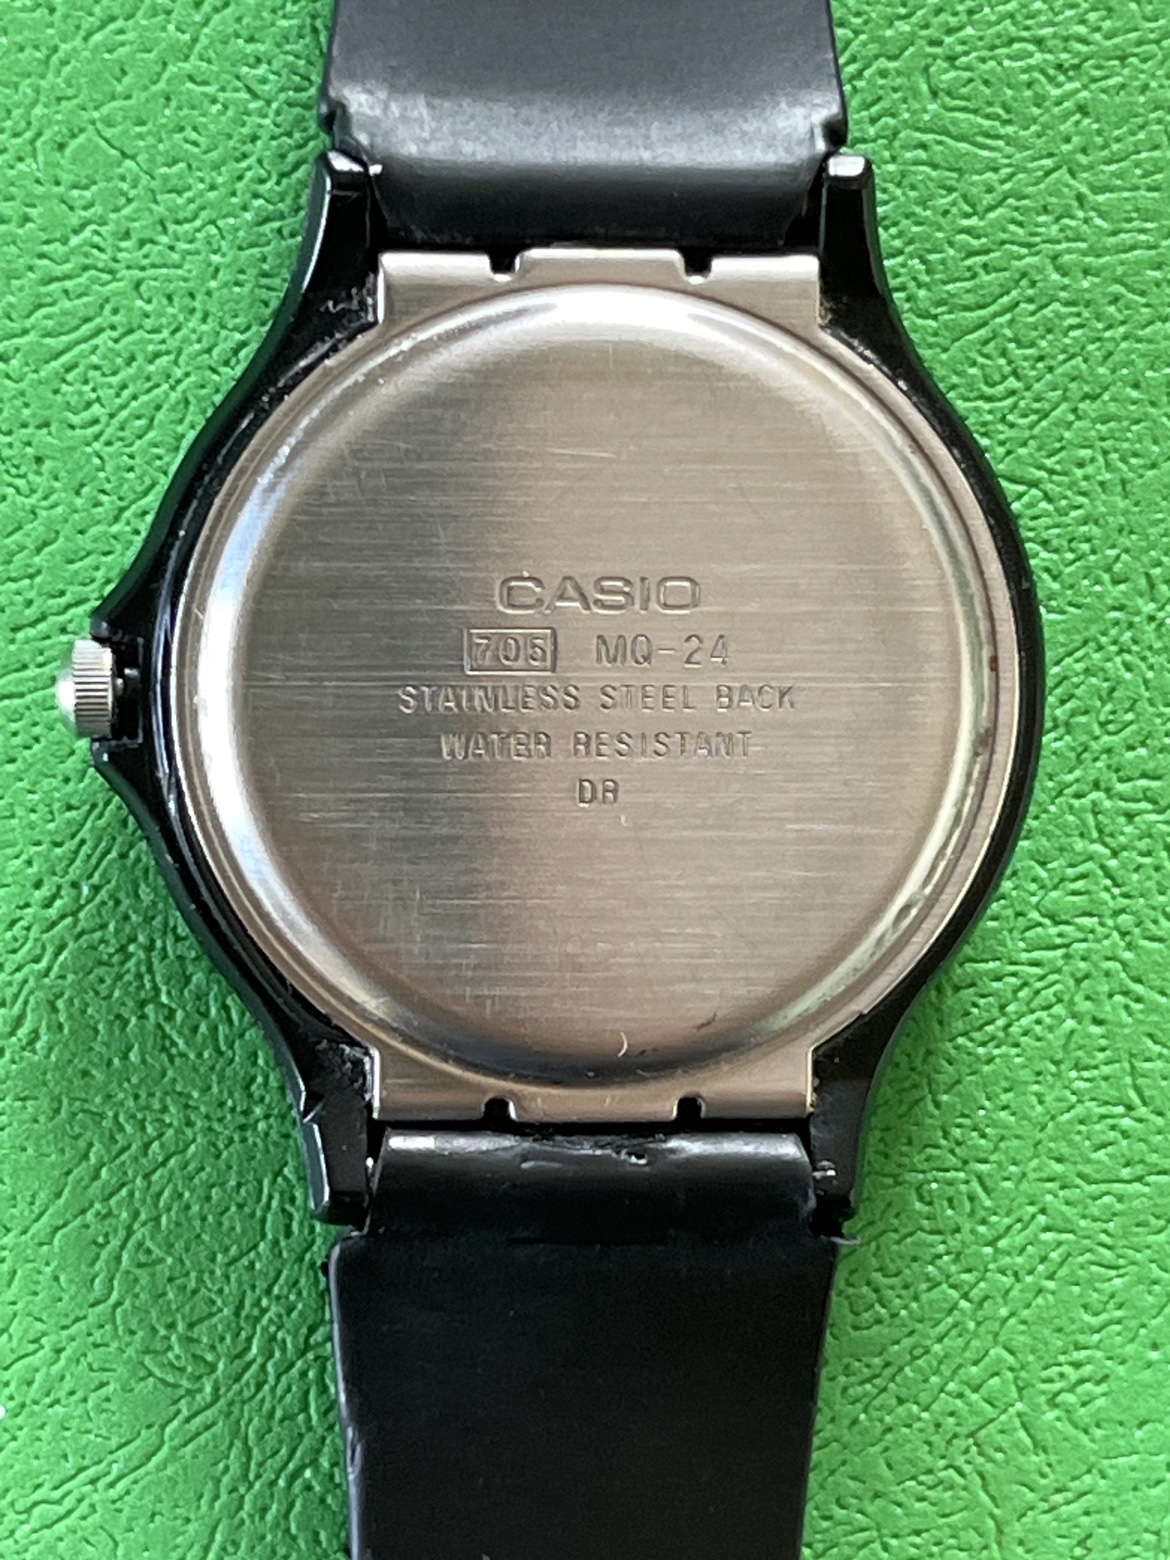 CASIO
705 MQ-24
STAINLESS STEEL BACK
WATER RESISTANT
DR